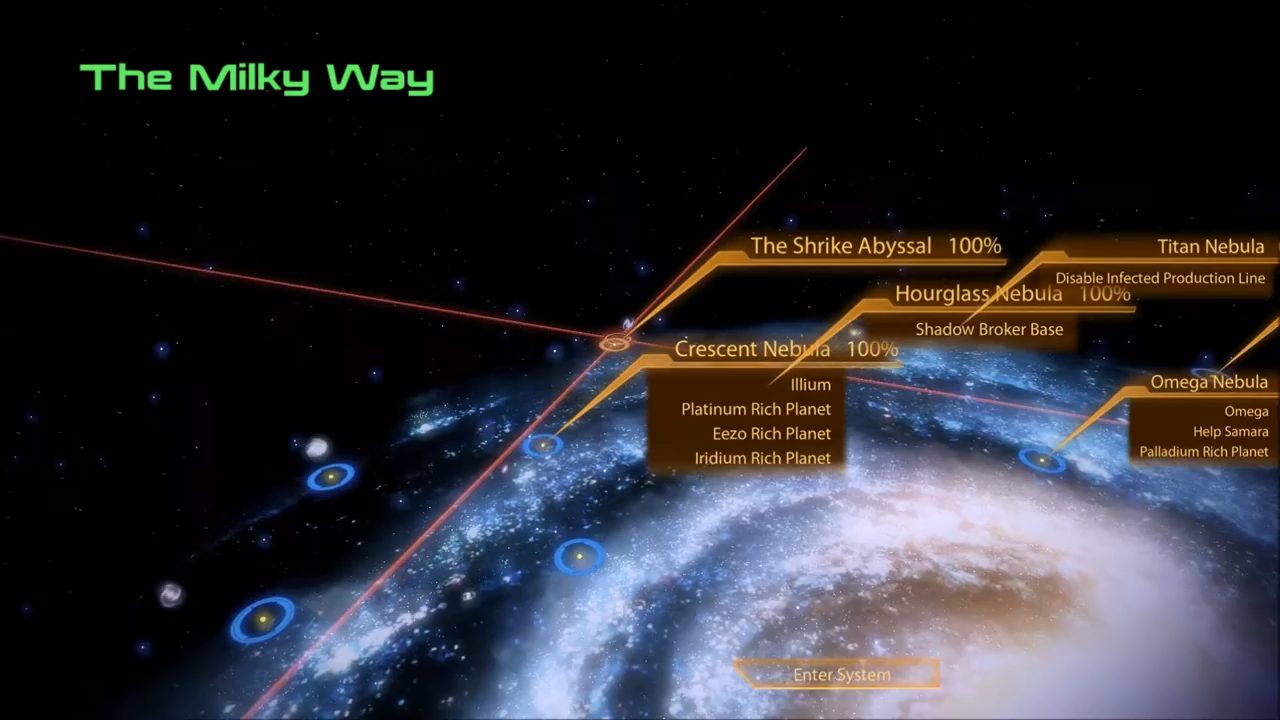 The Milky Way
The Shrike Abyssal 100%
Titan Nebula
Disable Infected Production Line
Hourglass Nebula 100%
Shadow Broker Base
Crescent Nebula 100%
Illium
Platinum Rich Planet
Eezo Rich Planet
Iridium Rich Planet
Omega Nebula
Omega
Help Samara
Palladium Rich Planet
Enter System